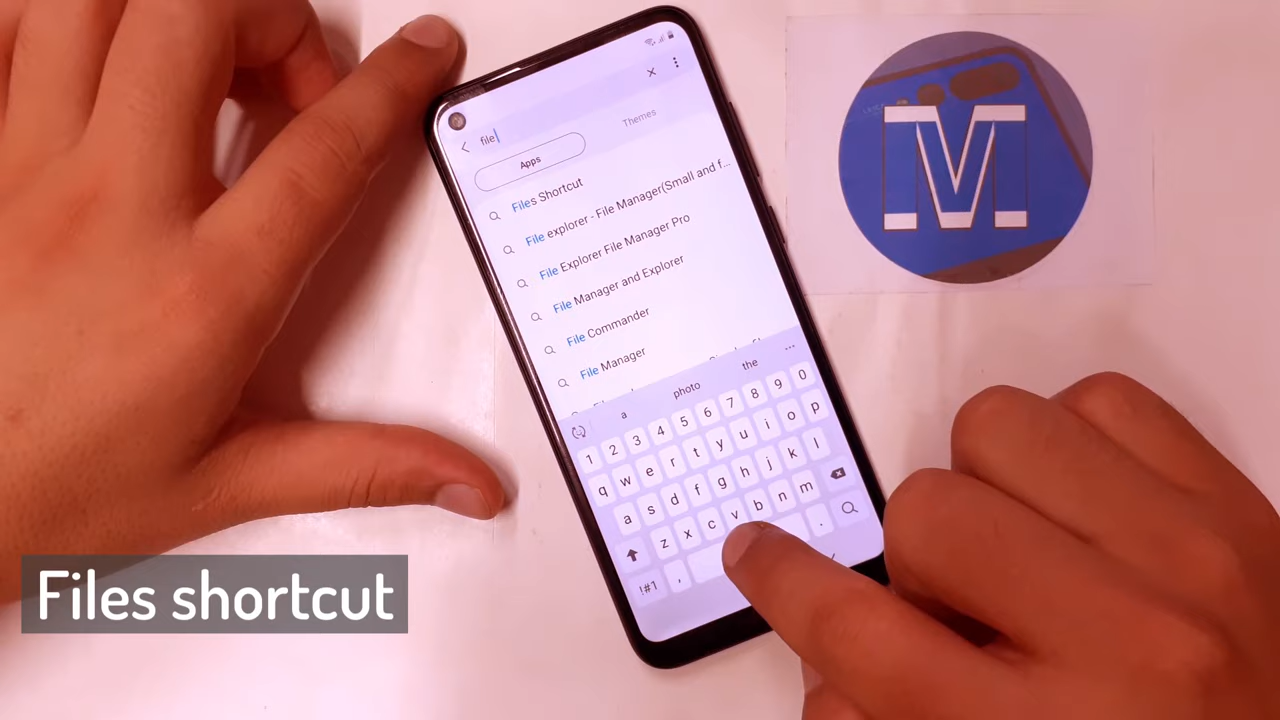 file
Apps
Themes
Files Shortcut
File explorer - File Manager(Small and f...
File Explorer File Manager Pro
File Manager and Explorer
File Commander
File Manager
a photo the ...
1 2 3 4 5 6 7 8 9 0
q w e r t y u i o p
a s d f g h j k l
z x c v b n m
!#1 , .
M
Files shortcut